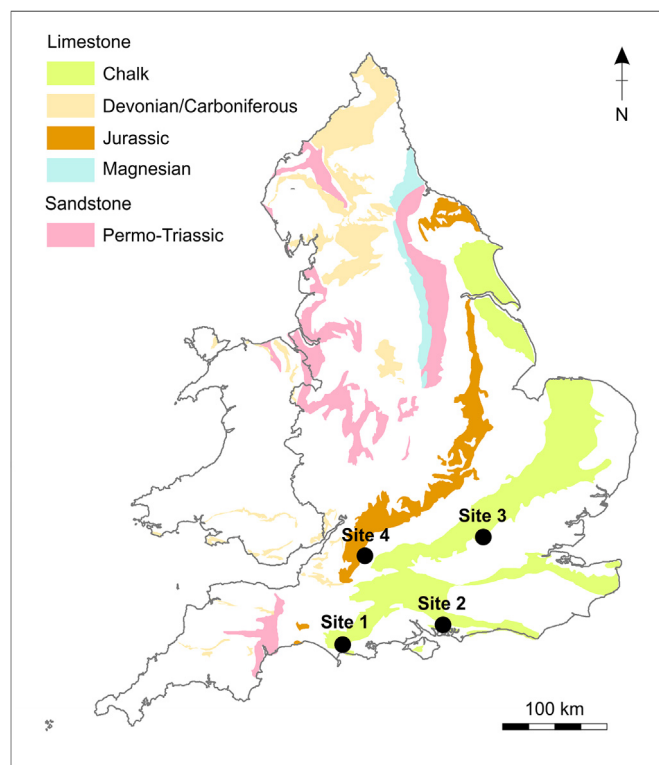 Limestone
Chalk
Devonian/Carboniferous
Jurassic
Magnesian
Sandstone
Permo-Triassic
N
Site 3
Site 4
Site 2
Site 1
100 km